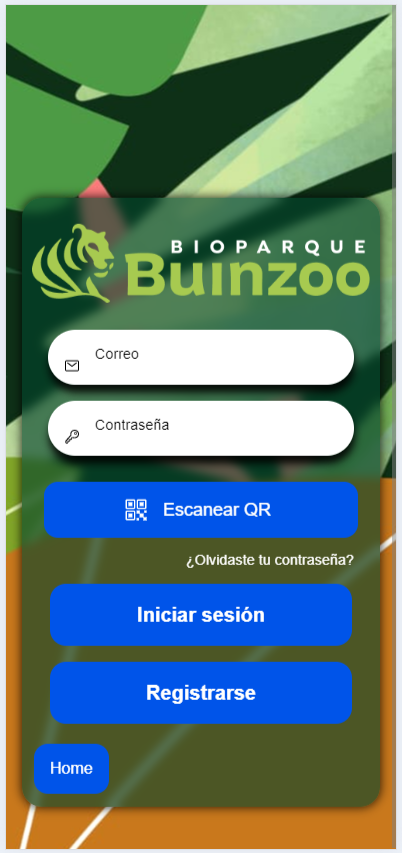 BIOPARQUE
Buinzoo
Correo
Contraseña
Escanear QR
¿Olvidaste tu contraseña?
Iniciar sesión
Registrarse
Home